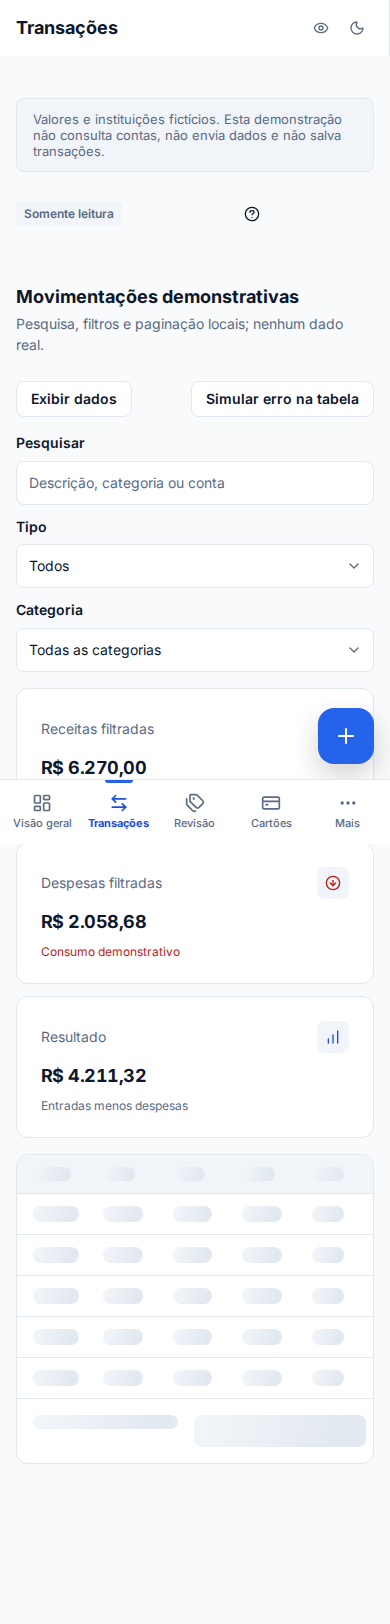 Transações
Valores e instituições fictícios. Esta demonstração
não consulta contas, não envia dados e não salva
transações.
Somente leitura
Movimentações demonstrativas
Pesquisa, filtros e paginação locais; nenhum dado
real.
Exibir dados
Simular erro na tabela
Pesquisar
Descrição, categoria ou conta
Tipo
Todos
Categoria
Todas as categorias
Receitas filtradas
R$ 6.270,00
Visão geral
Transações
Revisão
Cartões
Mais
Despesas filtradas
R$ 2.058,68
Consumo demonstrativo
Resultado
R$ 4.211,32
Entradas menos despesas